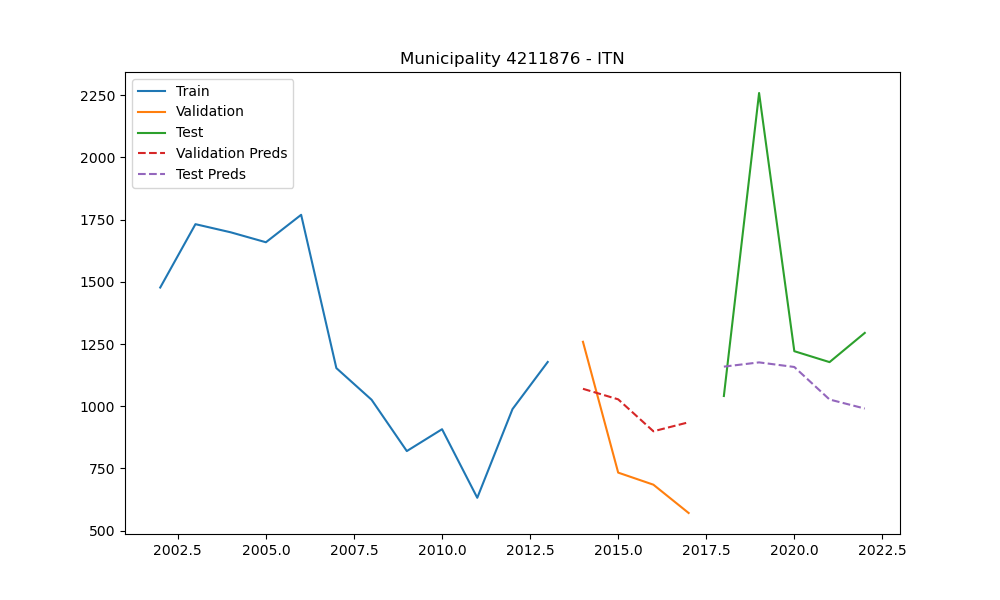 Municipality 4211876 - ITN
Train
Validation
Test
Validation Preds
Test Preds
2250
2000
1750
1500
1250
1000
750
500
2002.5 2005.0 2007.5 2010.0 2012.5 2015.0 2017.5 2020.0 2022.5